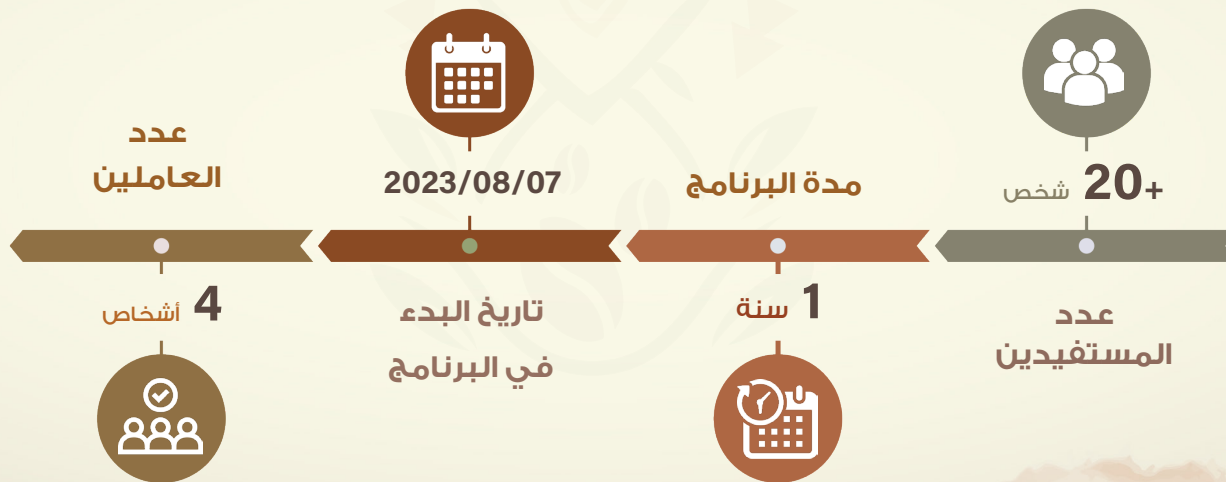 +20 شخص
عدد
المستفيدين
مدة البرنامج
1 سنة
2023/08/07
تاريخ البدء
في البرنامج
عدد
العاملين
4 أشخاص